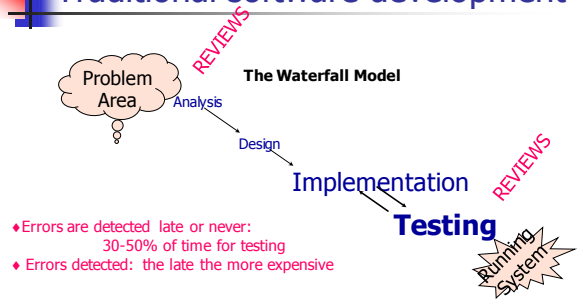 Traditional software development
REVIEWS
The Waterfall Model
Problem
Area
Analysis
Design
Implementation
REVIEWS
Testing
♦Errors are detected late or never:
30-50% of time for testing
♦ Errors detected: the late the more expensive
Running
System